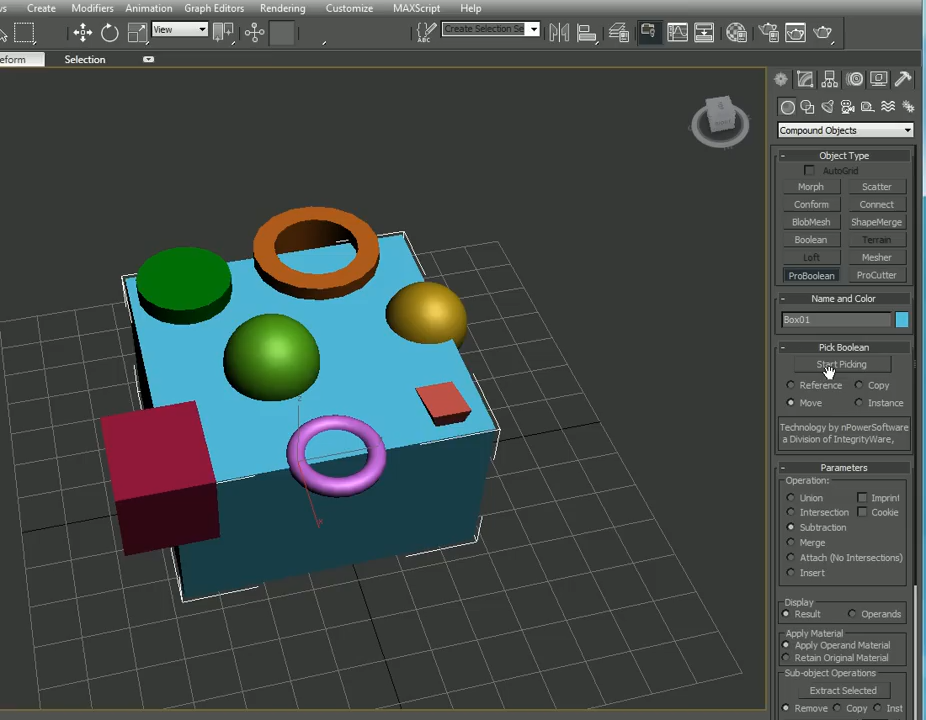 Create Modifiers Animation Graph Editors Rendering Customize MAXScript Help
View
ABC
Create Selection Se
eform Selection
Compound Objects
- Object Type
AutoGrid
Morph Scatter
Conform Connect
BlobMesh ShapeMerge
Boolean Terrain
Loft Mesher
ProBoolean ProCutter
- Name and Color
Box01
- Pick Boolean
Start Picking
Reference Copy
Move Instance
Technology by nPowerSoftware
a Division of IntegrityWare,
- Parameters
Operation:
Union Imprint
Intersection Cookie
Subtraction
Merge
Attach (No Intersections)
Insert
Display
Result Operands
Apply Material
Apply Operand Material
Retain Original Material
Sub-object Operations
Extract Selected
Remove Copy Inst